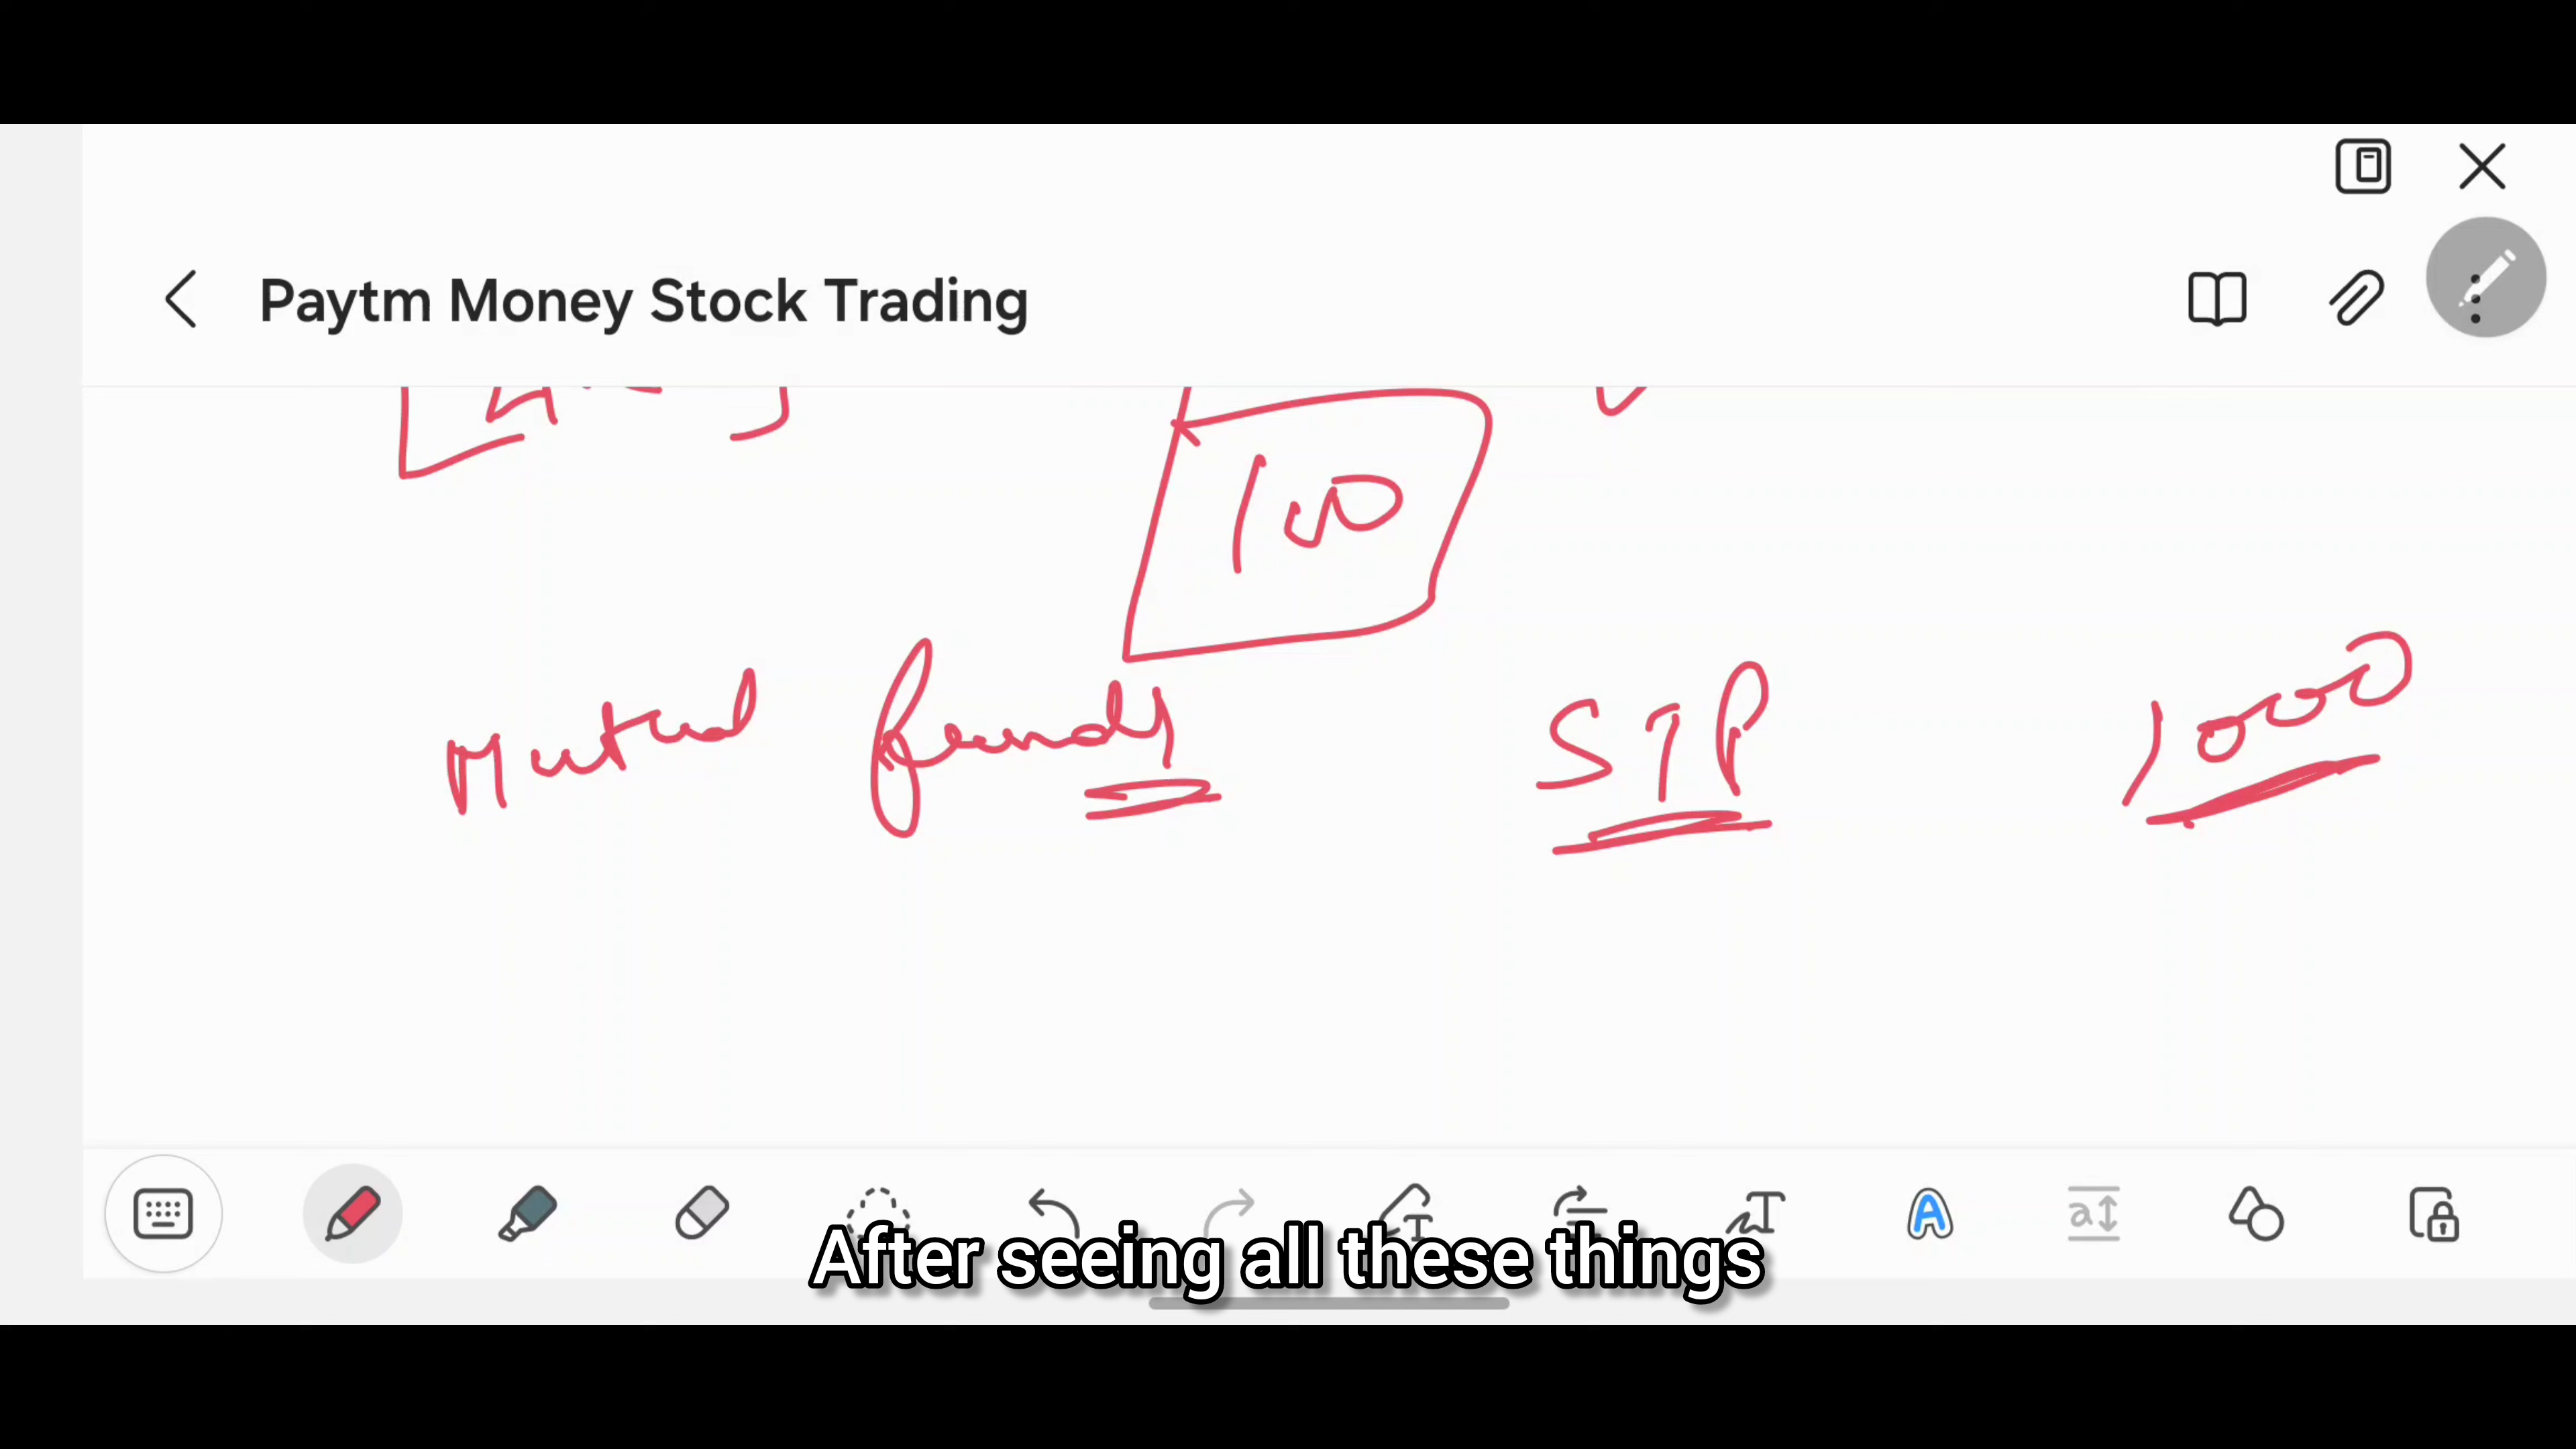 Paytm Money Stock Trading
100
Mutual funds SIP 1000
After seeing all these things